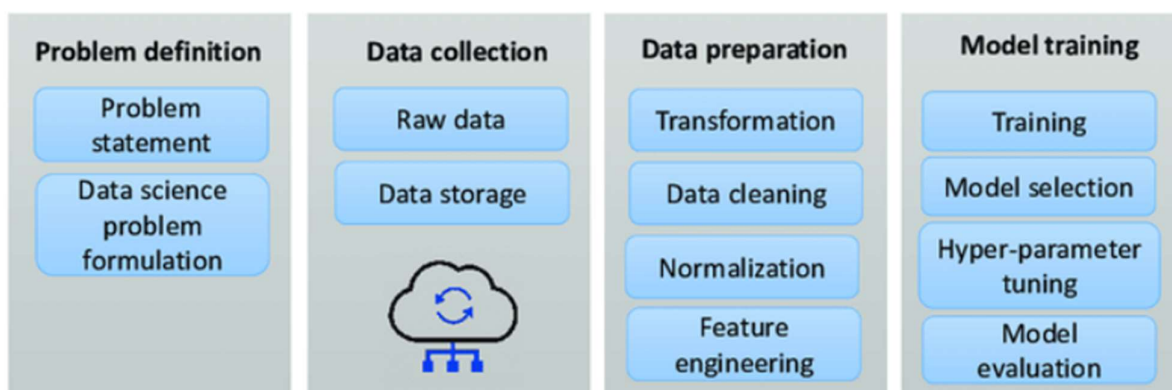 Problem definition
Problem
statement
Data science
problem
formulation
Data collection
Raw data
Data storage
Data preparation
Transformation
Data cleaning
Normalization
Feature
engineering
Model training
Training
Model selection
Hyper-parameter
tuning
Model
evaluation